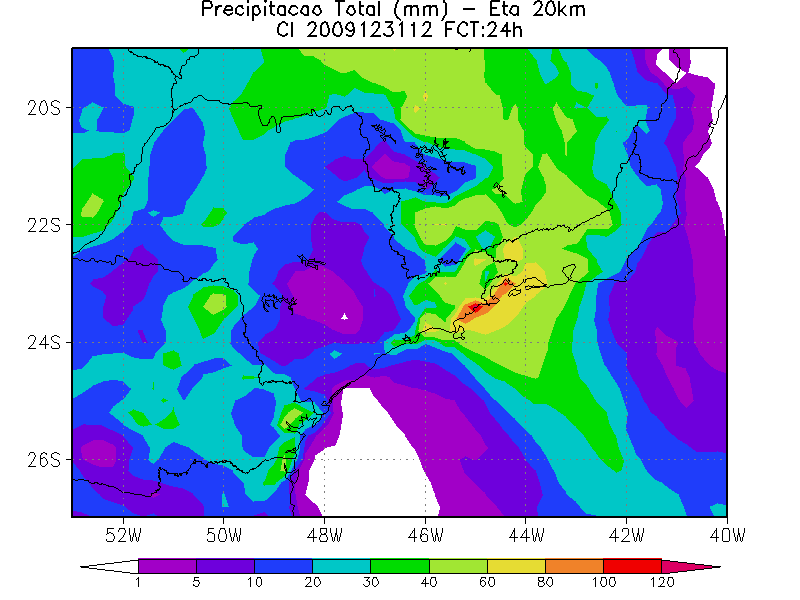 Precipitacao Total (mm) - Eta 20km
CI 2009123112 FCT:24h
20S
22S
24S
26S
52W 50W 48W 46W 44W 42W 40W
1 5 10 20 30 40 60 80 100 120